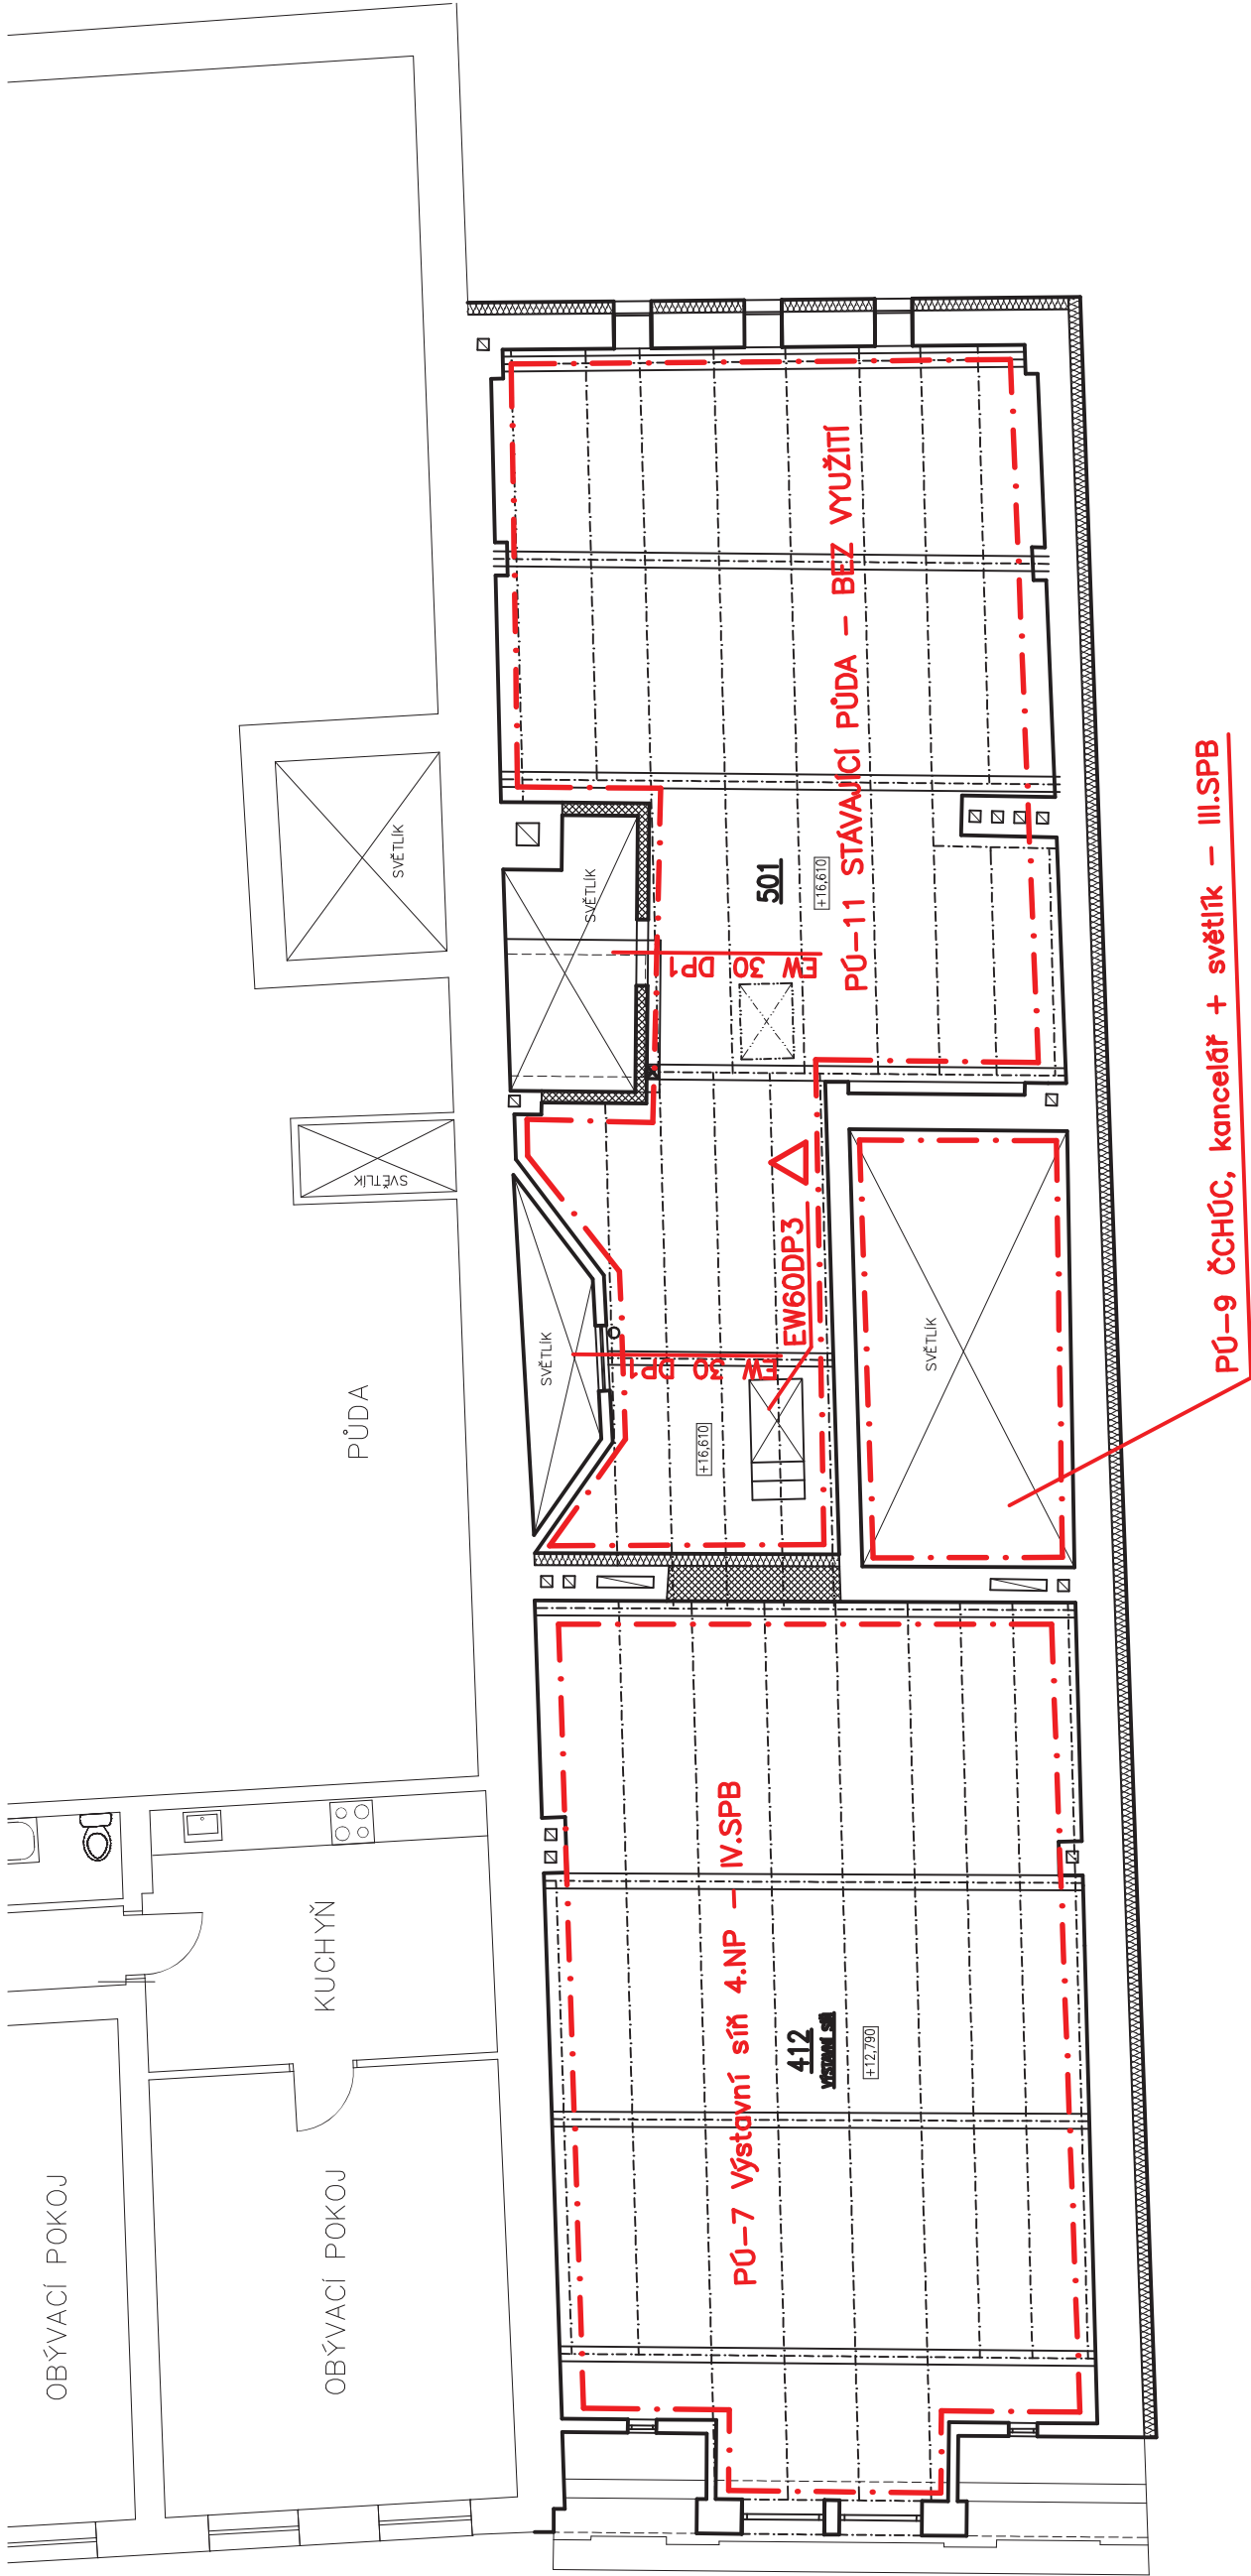 SVĚTLÍK
SVĚTLÍK
SVĚTLÍK
SVĚTLÍK
SVĚTLÍK
PŮDA
KUCHYŇ
OBÝVACÍ POKOJ
OBÝVACÍ POKOJ
501
+16,610
PÚ-11 STÁVAJÍCÍ PŮDA - BEZ VYUŽITÍ
EW 30 DP1
EW 30 DP1
EW60DP3
+16,610
PÚ-9 ČCHÚC, kancelář + světlík - III.SPB
PÚ-7 Výstavní síň 4.NP - IV.SPB
412
VÝSTAVNÍ SÍŇ
+12,790